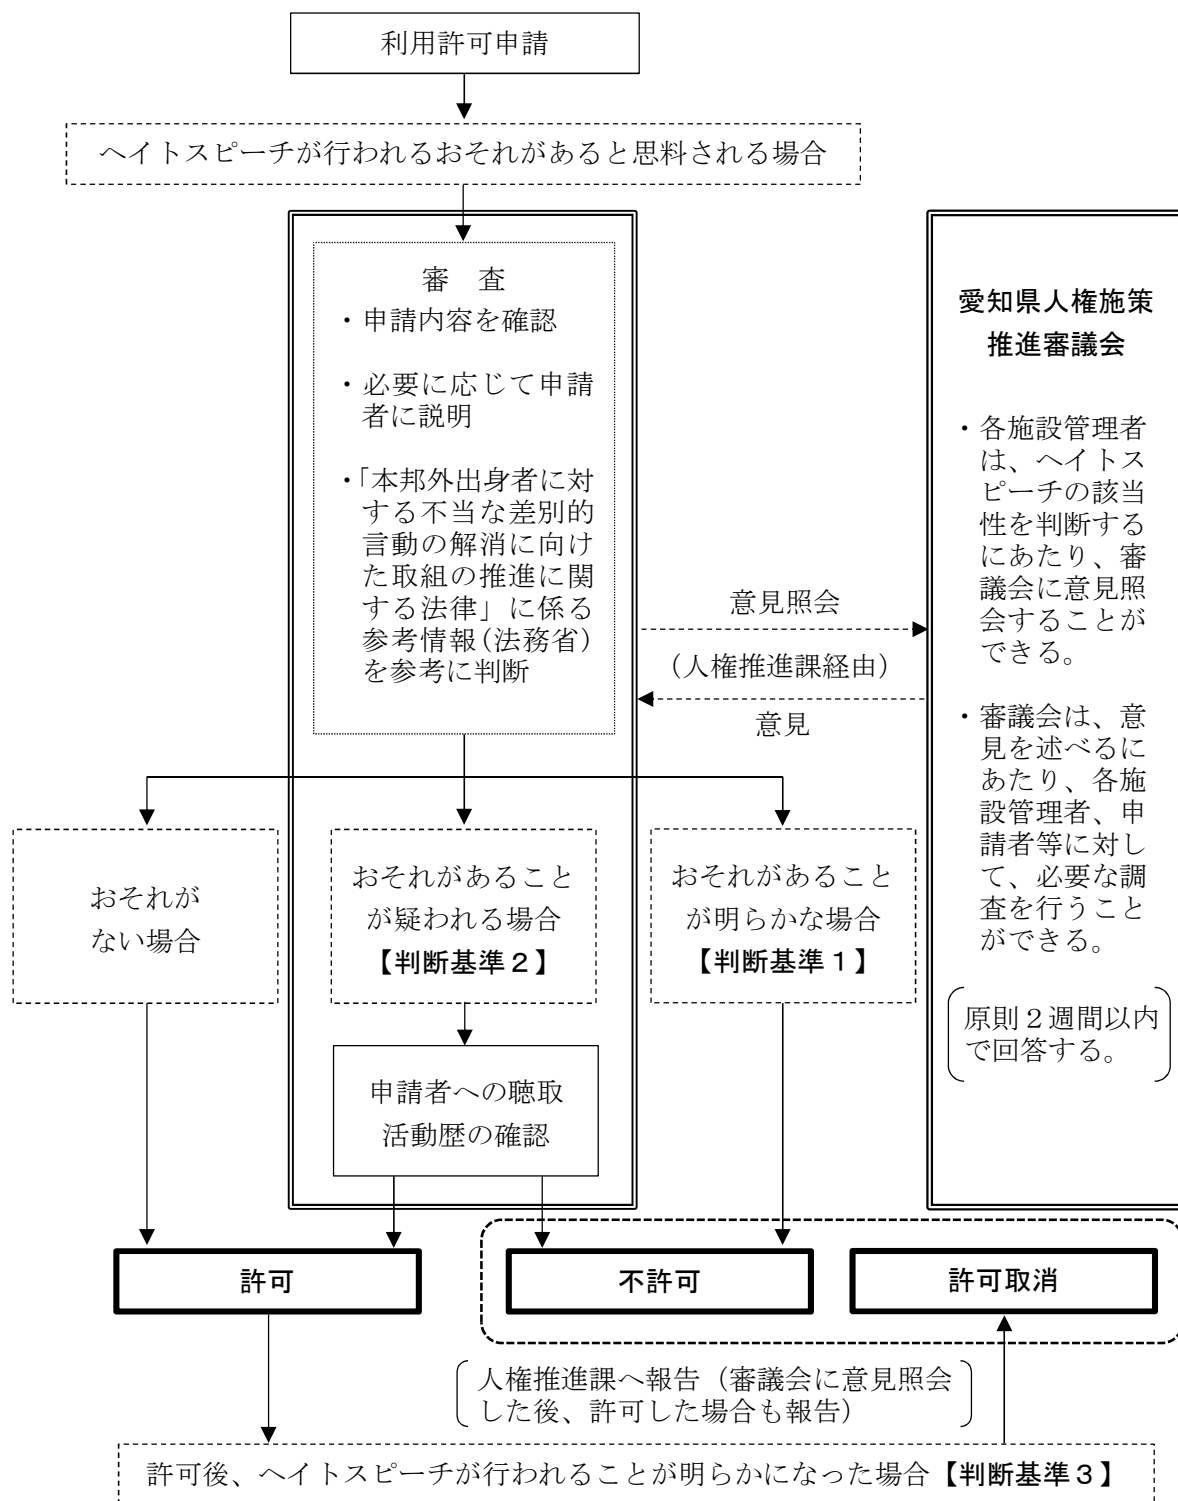 利用許可申請
ヘイトスピーチが行われるおそれがあると思料される場合
審　査
・申請内容を確認
・必要に応じて申請
者に説明
・「本邦外出身者に対
する不当な差別的
言動の解消に向け
た取組の推進に関
する法律」に係る
参考情報（法務省）
を参考に判断
意見照会
（人権推進課経由）
意見
愛知県人権施策
推進審議会
・各施設管理者
は、ヘイトス
ピーチの該当
性を判断する
にあたり、審
議会に意見照
会することが
できる。
・審議会は、意
見を述べるに
あたり、各施
設管理者、申
請者等に対し
て、必要な調
査を行うこと
ができる。
原則２週間以内
で回答する。
おそれが
ない場合
おそれがあること
が疑われる場合
【判断基準２】
おそれがあること
が明らかな場合
【判断基準１】
申請者への聴取
活動歴の確認
許可
不許可
許可取消
人権推進課へ報告（審議会に意見照会
した後、許可した場合も報告）
許可後、ヘイトスピーチが行われることが明らかになった場合【判断基準３】